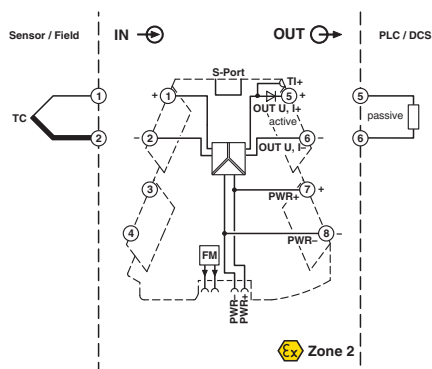 Sensor / Field
IN
OUT
PLC / DCS
S-Port
TI+
1
+ 1
5 +
5
OUT U, I+
active
TC
passive
2
– 2
6 –
6
OUT U, I–
3
7 +
PWR+
4
8 –
PWR–
FM
PWR–
PWR+
Ex Zone 2